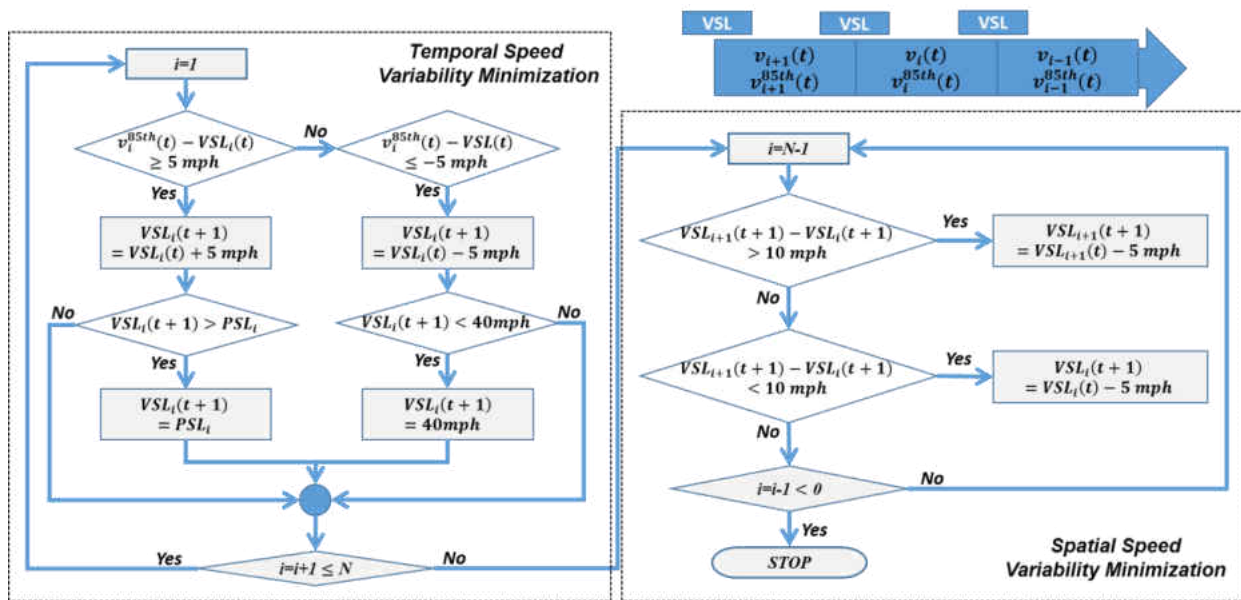 Temporal Speed
Variability Minimization
i=1
v_i^{85th}(t) − VSL_i(t)
≥ 5 mph
No
v_i^{85th}(t) − VSL(t)
≤ −5 mph
Yes
Yes
VSL_i(t + 1)
= VSL_i(t) + 5 mph
VSL_i(t + 1)
= VSL_i(t) − 5 mph
No
VSL_i(t + 1) > PSL_i
VSL_i(t + 1) < 40mph
No
Yes
Yes
VSL_i(t + 1)
= PSL_i
VSL_i(t + 1)
= 40mph
Yes
i=i+1 ≤ N
No
VSL
VSL
VSL
v_{i+1}(t)
v_{i+1}^{85th}(t)
v_i(t)
v_i^{85th}(t)
v_{i−1}(t)
v_{i−1}^{85th}(t)
i=N-1
VSL_{i+1}(t + 1) − VSL_i(t + 1)
> 10 mph
Yes
VSL_{i+1}(t + 1)
= VSL_{i+1}(t) − 5 mph
No
VSL_{i+1}(t + 1) − VSL_i(t + 1)
< 10 mph
Yes
VSL_i(t + 1)
= VSL_i(t) − 5 mph
No
i=i-1 < 0
No
Yes
STOP
Spatial Speed
Variability Minimization